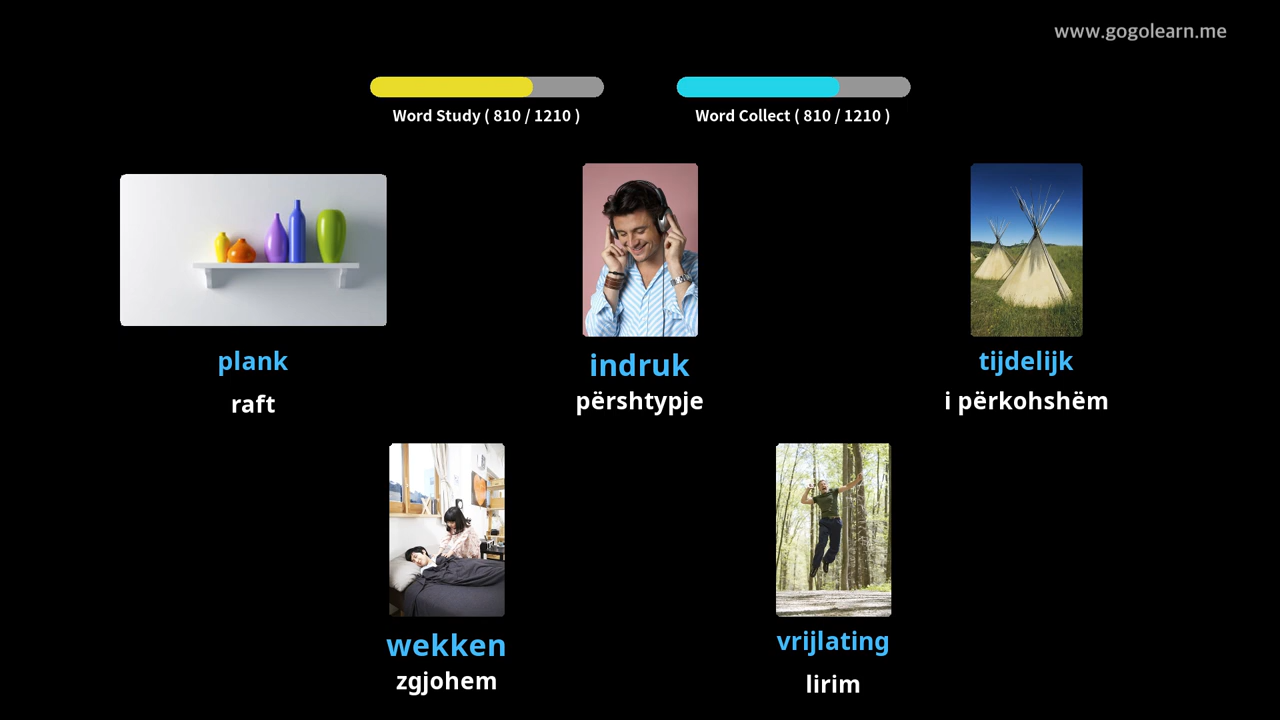 www.gogolearn.me
Word Study ( 810 / 1210 )
Word Collect ( 810 / 1210 )
plank
raft
indruk
përshtypje
tijdelijk
i përkohshëm
wekken
zgjohem
vrijlating
lirim